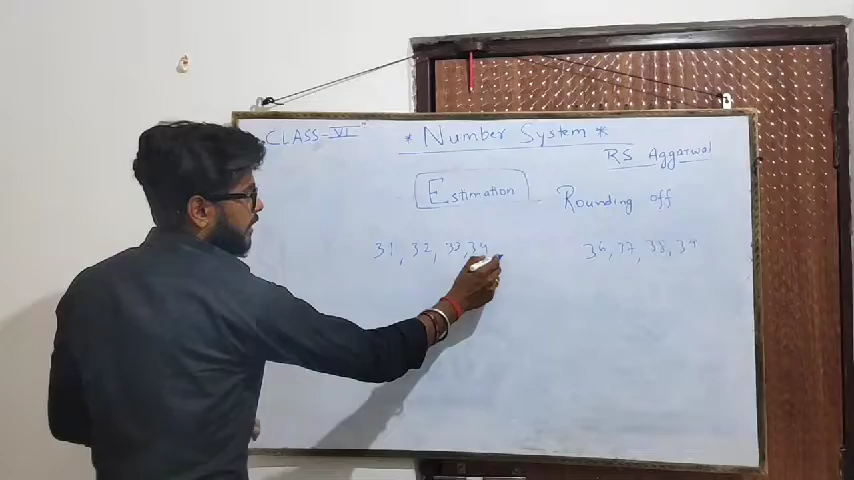 CLASS-VI" * Number System *
RS Aggarwal
Estimation Rounding off
31, 32, 33, 34 36, 37, 38, 39